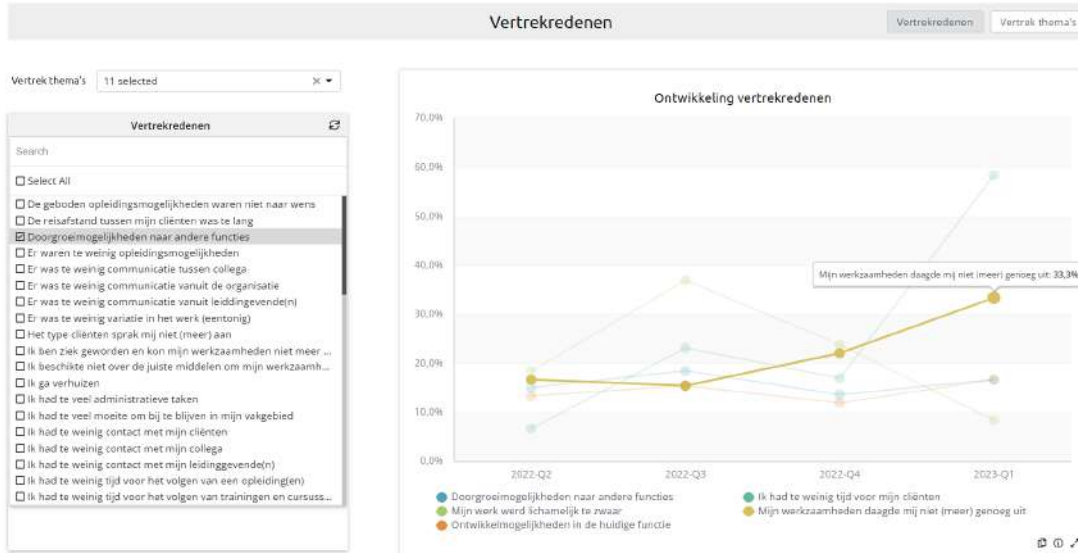 Vertrekredenen
Vertrekredenen
Vertrek thema's
Vertrek thema's
11 selected
Vertrekredenen
Search
Select All
De geboden opleidingsmogelijkheden waren niet naar wens
De reisafstand tussen mijn cliënten was te lang
Doorgroeimogelijkheden naar andere functies
Er waren te weinig opleidingsmogelijkheden
Er was te weinig communicatie tussen collega
Er was te weinig communicatie vanuit de organisatie
Er was te weinig communicatie vanuit leiddingevende(n)
Er was te weinig variatie in het werk (eentonig)
Het type cliënten sprak mij niet (meer) aan
Ik ben ziek geworden en kon mijn werkzaamheden niet meer ...
Ik beschikte niet over de juiste middelen om mijn werkzaamh...
Ik ga verhuizen
Ik had te veel administratieve taken
Ik had te veel moeite om bij te blijven in mijn vakgebied
Ik had te weinig contact met mijn cliënten
Ik had te weinig contact met mijn collega
Ik had te weinig contact met mijn leidinggevende(n)
Ik had te weinig tijd voor het volgen van een opleiding(en)
Ik had te weinig tijd voor het volgen van trainingen en cursuss...
Ontwikkeling vertrekredenen
70,0%
60,0%
50,0%
40,0%
30,0%
20,0%
10,0%
0,0%
Mijn werkzaamheden daagde mij niet (meer) genoeg uit: 33,3%
2022-Q2 2022-Q3 2022-Q4 2023-Q1
Doorgroeimogelijkheden naar andere functies
Ik had te weinig tijd voor mijn cliënten
Mijn werk werd lichamelijk te zwaar
Mijn werkzaamheden daagde mij niet (meer) genoeg uit
Ontwikkelmogelijkheden in de huidige functie